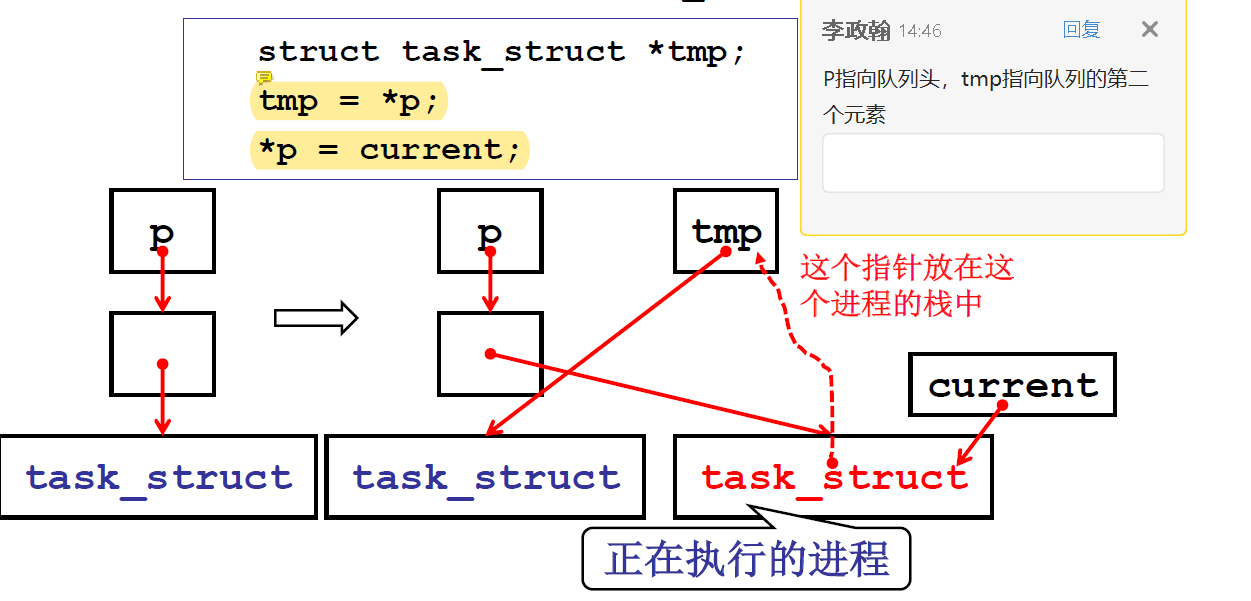 struct task_struct *tmp;
tmp = *p;
*p = current;
李政翰 14:46 回复
P指向队列头，tmp指向队列的第二
个元素
p
p
tmp
这个指针放在这
个进程的栈中
current
task_struct
task_struct
task_struct
正在执行的进程